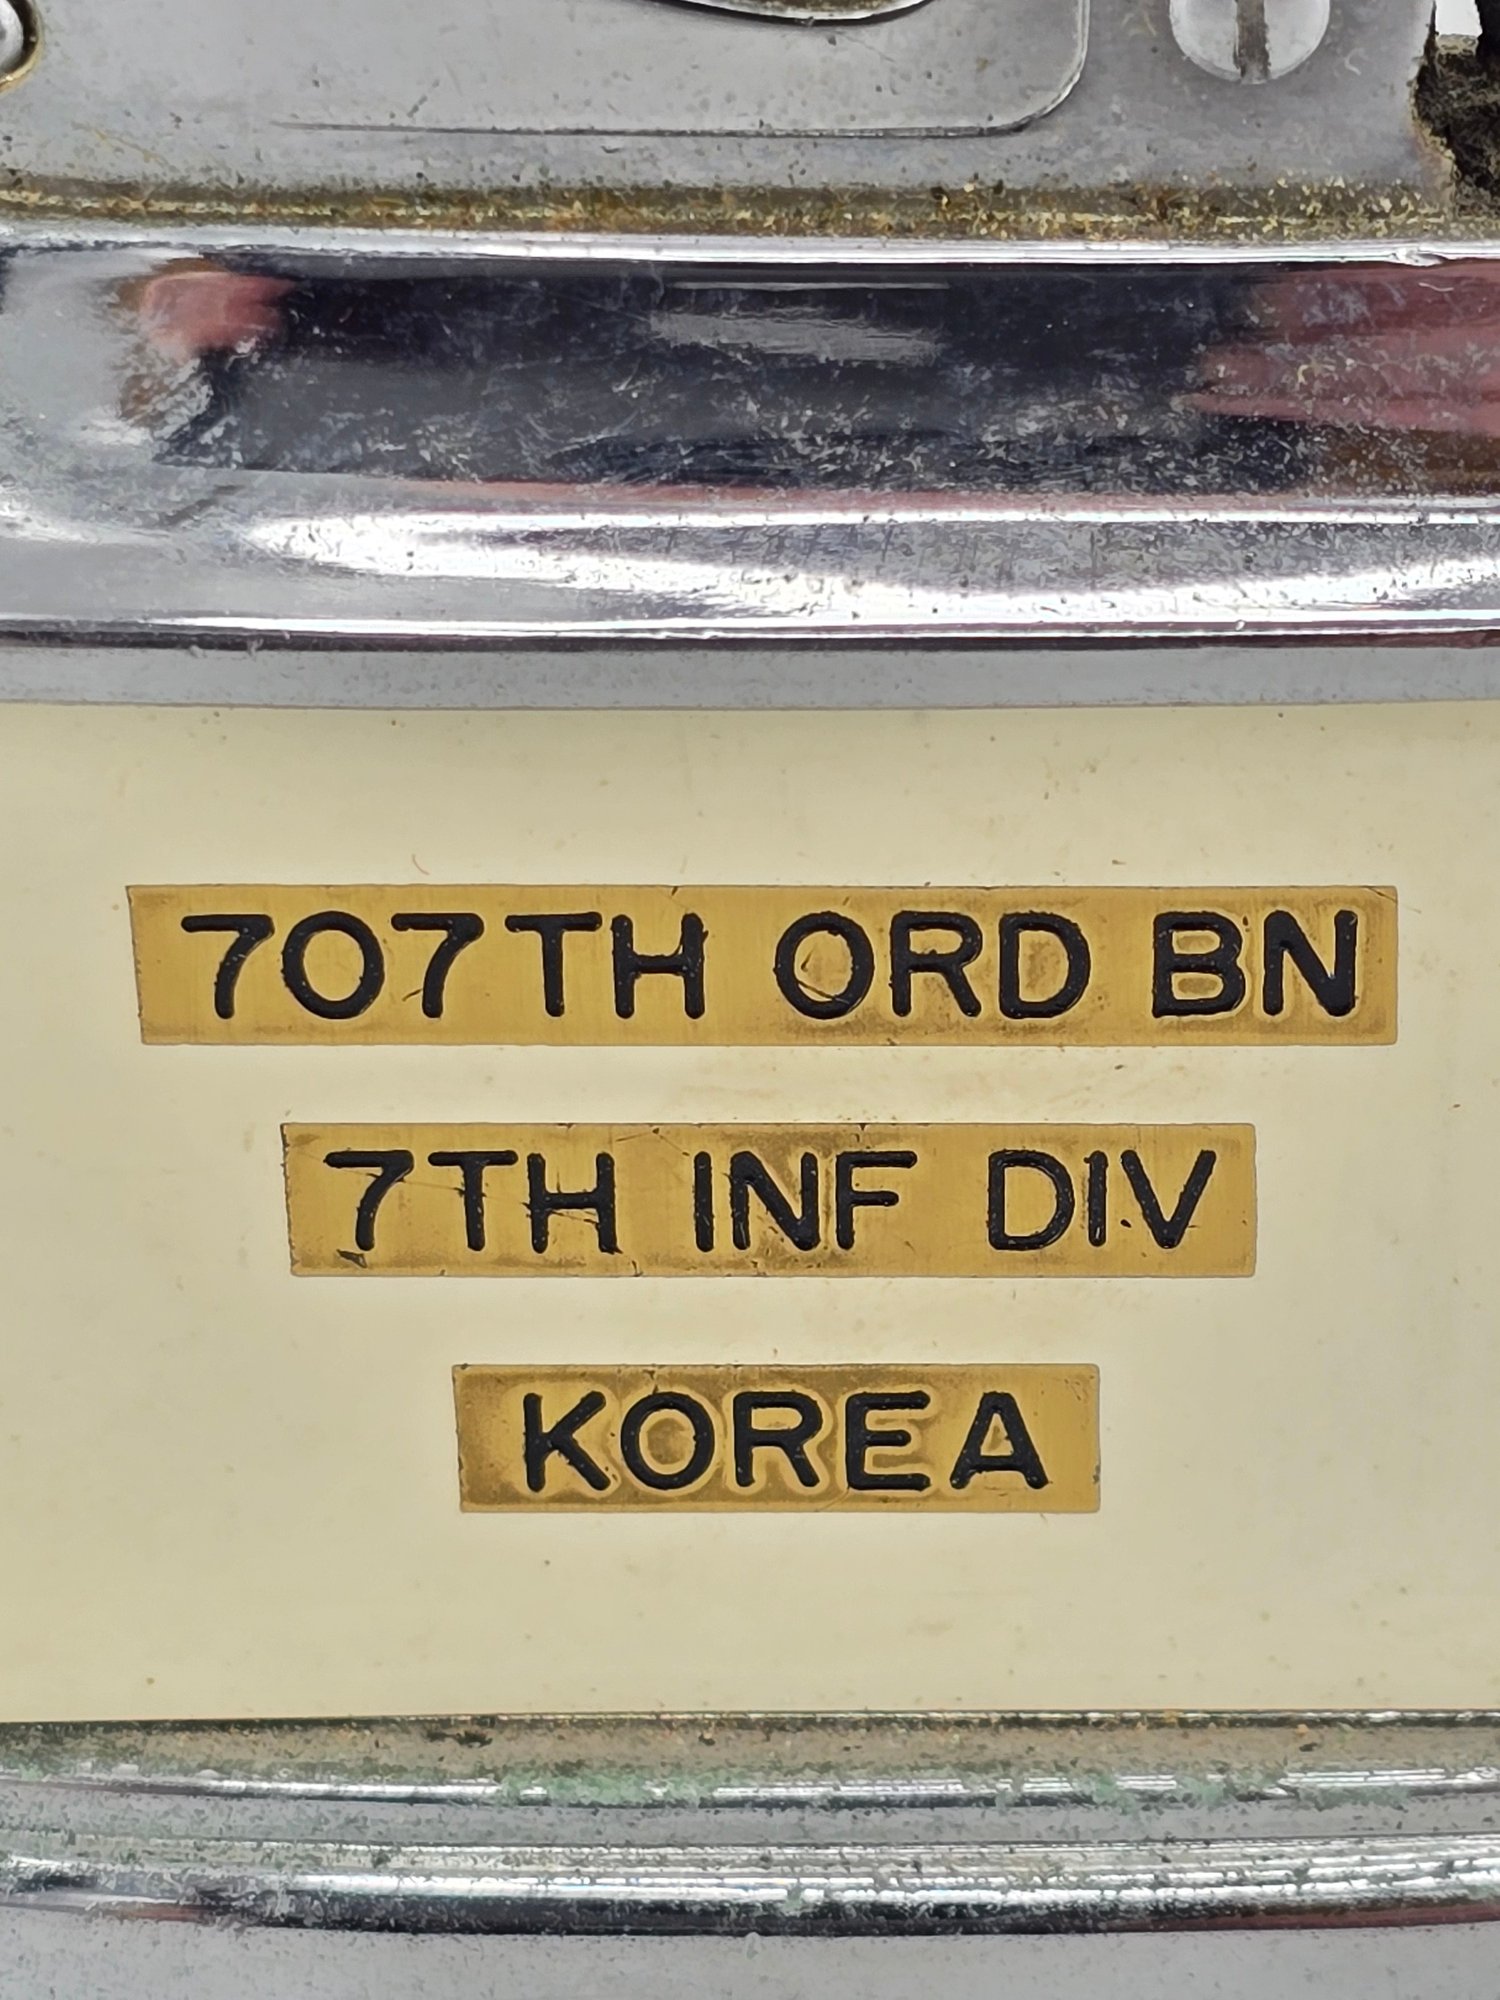 707TH ORD BN
7TH INF DIV
KOREA